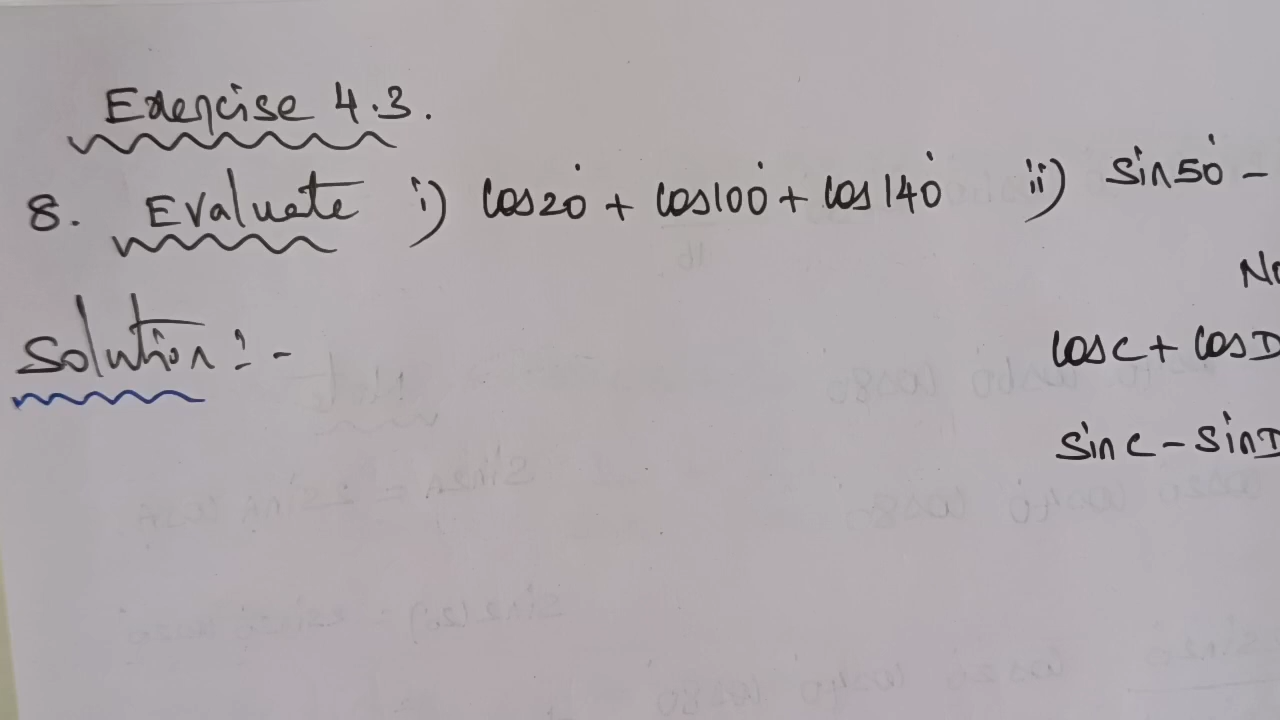 Exercise 4.3.
8. Evaluate i) cos20° + cos100° + cos140° ii) sin50° -
No
Solution:-
cosC + cosD
sinC - sinD